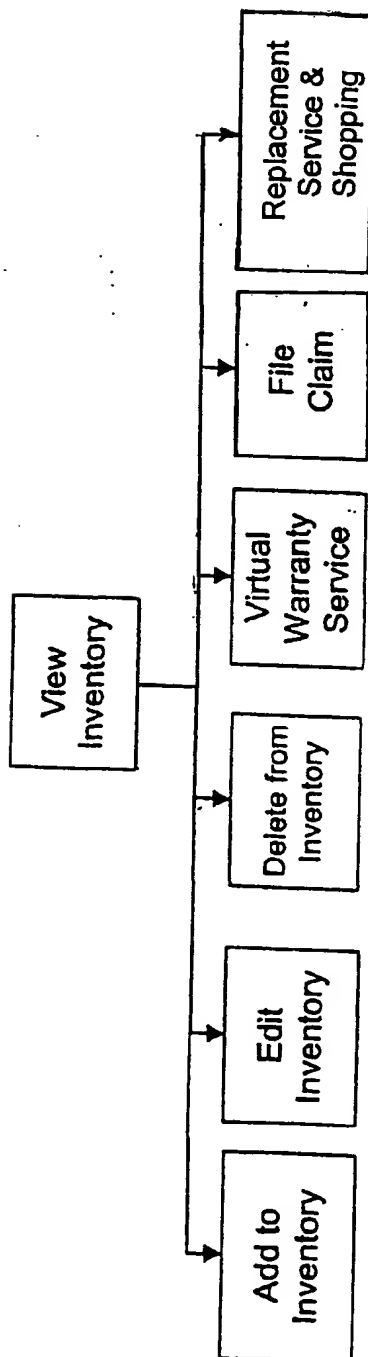 View
Inventory
Add to
Inventory
Edit
Inventory
Delete from
Inventory
Virtual
Warranty
Service
File
Claim
Replacement
Service &
Shopping